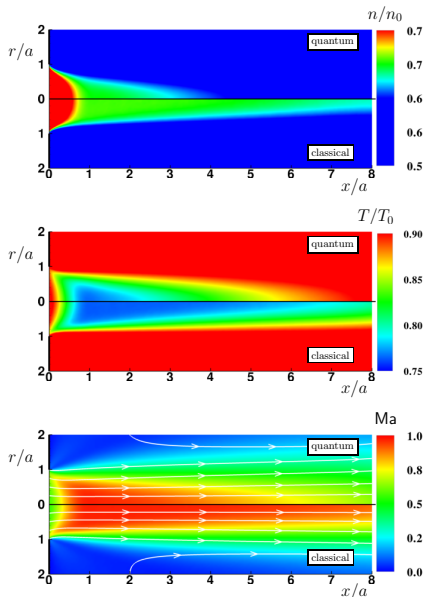 n/n₀
2 quantum 0.7
r/a
1 0.7
0 0.6
1 0.6
classical
2 0.5
0 1 2 3 4 5 6 7 8
x/a
T/T₀
2 quantum 0.90
r/a
1 0.85
0
1 0.80
classical
2 0.75
0 1 2 3 4 5 6 7 8
x/a
Ma
2 1.0
quantum
r/a 0.8
1
0.6
0
0.4
1
0.2
classical
2 0.0
0 1 2 3 4 5 6 7 8
x/a